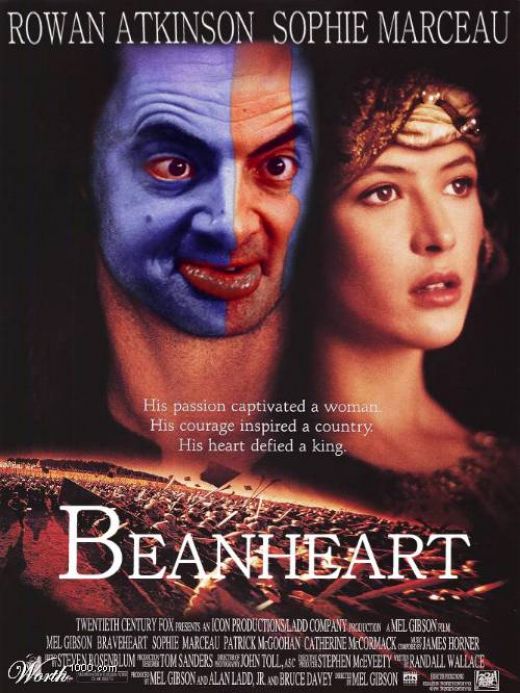 ROWAN ATKINSON SOPHIE MARCEAU
His passion captivated a woman.
His courage inspired a country.
His heart defied a king.
BEANHEART
TWENTIETH CENTURY FOX PRESENTS AN ICON PRODUCTIONS/LADD COMPANY PRODUCTION A MEL GIBSON FILM
MEL GIBSON BRAVEHEART SOPHIE MARCEAU PATRICK McGOOHAN CATHERINE McCORMACK JAMES HORNER
STEVEN ROSENBLUM TOM SANDERS JOHN TOLL, ASC STEPHEN McEVEETY RANDALL WALLACE
MEL GIBSON AND ALAN LADD, JR. AND BRUCE DAVEY MEL GIBSON
Worth1000.com